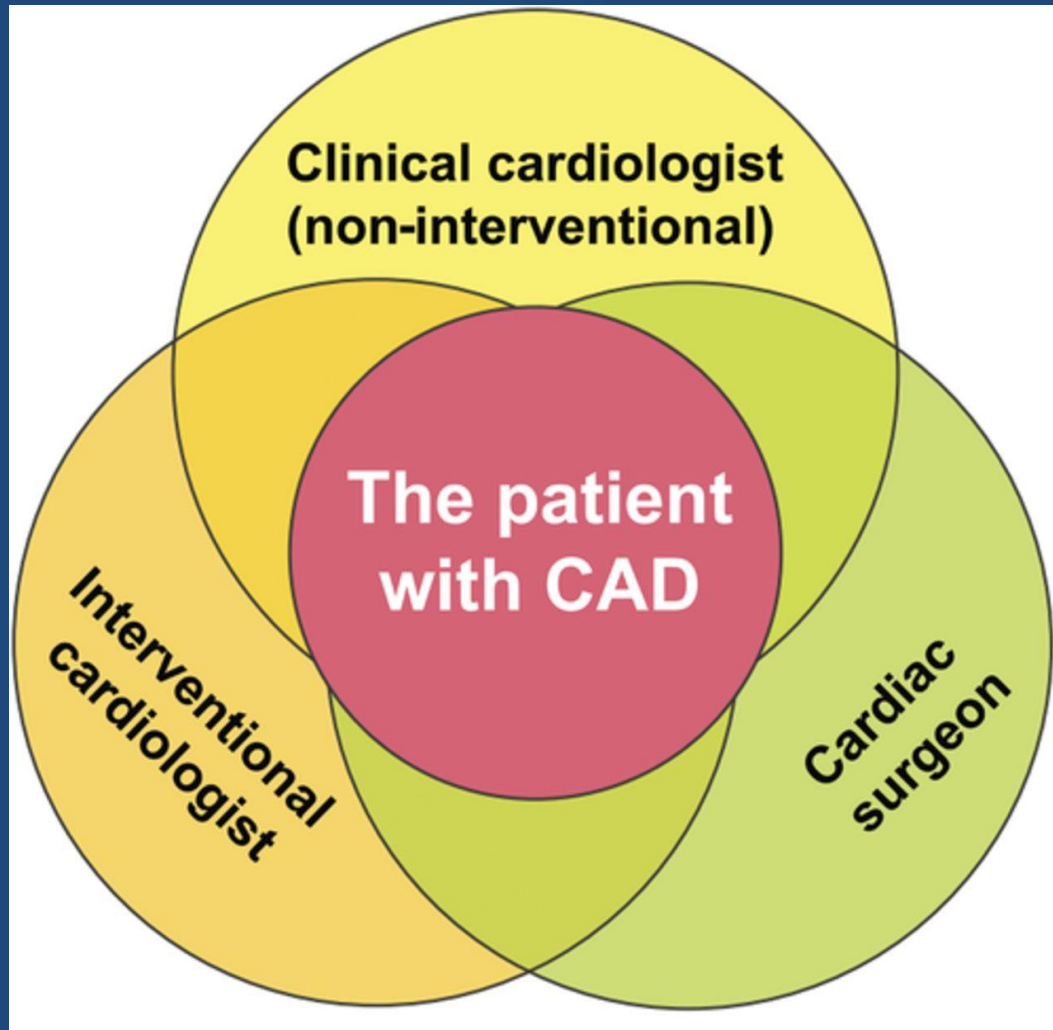 Clinical cardiologist
(non-interventional)
The patient
with CAD
Interventional
cardiologist
Cardiac
surgeon